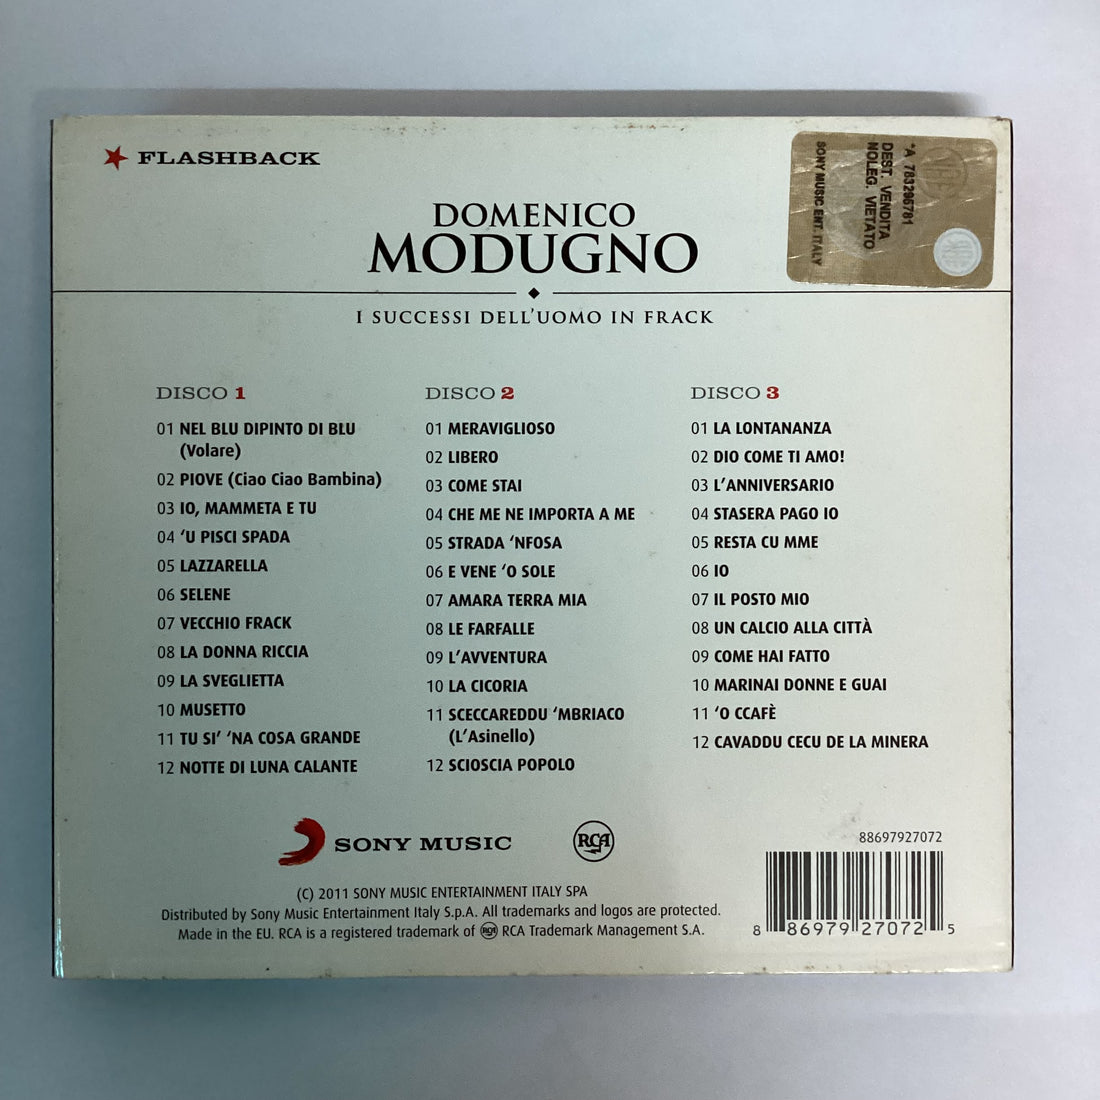 FLASHBACK
DOMENICO
MODUGNO
I SUCCESSI DELL'UOMO IN FRACK
*A 783296781
DEST. VENDITA
NOLEG. VIETATO
SONY MUSIC ENT. ITALY
DISCO 1
01 NEL BLU DIPINTO DI BLU
(Volare)
02 PIOVE (Ciao Ciao Bambina)
03 IO, MAMMETA E TU
04 ‘U PISCI SPADA
05 LAZZARELLA
06 SELENE
07 VECCHIO FRACK
08 LA DONNA RICCIA
09 LA SVEGLIETTA
10 MUSETTO
11 TU SI’ ‘NA COSA GRANDE
12 NOTTE DI LUNA CALANTE
DISCO 2
01 MERAVIGLIOSO
02 LIBERO
03 COME STAI
04 CHE ME NE IMPORTA A ME
05 STRADA ‘NFOSA
06 E VENE ‘O SOLE
07 AMARA TERRA MIA
08 LE FARFALLE
09 L’AVVENTURA
10 LA CICORIA
11 SCECCAREDDU ‘MBRIACO
(L’Asinello)
12 SCIOSCIA POPOLO
DISCO 3
01 LA LONTANANZA
02 DIO COME TI AMO!
03 L’ANNIVERSARIO
04 STASERA PAGO IO
05 RESTA CU MME
06 IO
07 IL POSTO MIO
08 UN CALCIO ALLA CITTÀ
09 COME HAI FATTO
10 MARINAI DONNE E GUAI
11 ‘O CCAFÈ
12 CAVADDU CECU DE LA MINERA
SONY MUSIC
RCA
(C) 2011 SONY MUSIC ENTERTAINMENT ITALY SPA
Distributed by Sony Music Entertainment Italy S.p.A. All trademarks and logos are protected.
Made in the EU. RCA is a registered trademark of RCA RCA Trademark Management S.A.
88697927072
8 86979 27072 5